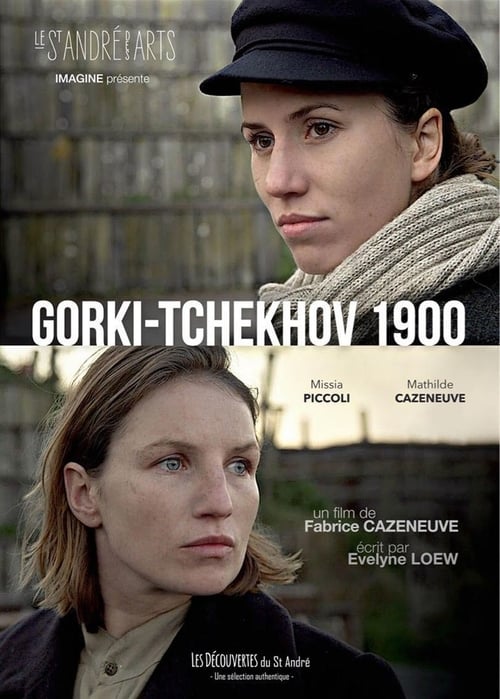 LE ST ANDRÉ DES ARTS
IMAGINE présente
GORKI-TCHEKHOV 1900
Missia
PICCOLI
Mathilde
CAZENEUVE
un film de
Fabrice CAZENEUVE
écrit par
Evelyne LOEW
LES DÉCOUVERTES du St André
- Une sélection authentique -